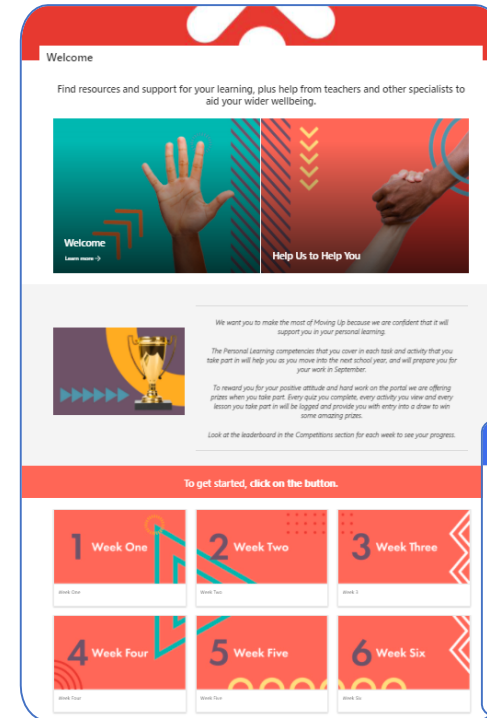 Welcome
Find resources and support for your learning, plus help from teachers and other specialists to
aid your wider wellbeing.
Welcome
Learn more →
Help Us to Help You
We want you to make the most of Moving Up because we are confident that it will
support you in your personal learning.
The Personal Learning competencies that you cover in each task and activity that you
take part in will help you as you move into the next school year, and will prepare you for
your work in September.
To reward you for your positive attitude and hard work on the portal we are offering
prizes when you take part. Every quiz you complete, every activity you view and every
lesson you take part in will be logged and provide you with entry into a draw to win
some amazing prizes.
Look at the leaderboard in the Competitions section for each week to see your progress.
To get started, click on the button.
1 Week One
2 Week Two
3 Week Three
Week One
Week Two
Week 3
4 Week Four
5 Week Five
6 Week Six
Week Four
Week Five
Week Six